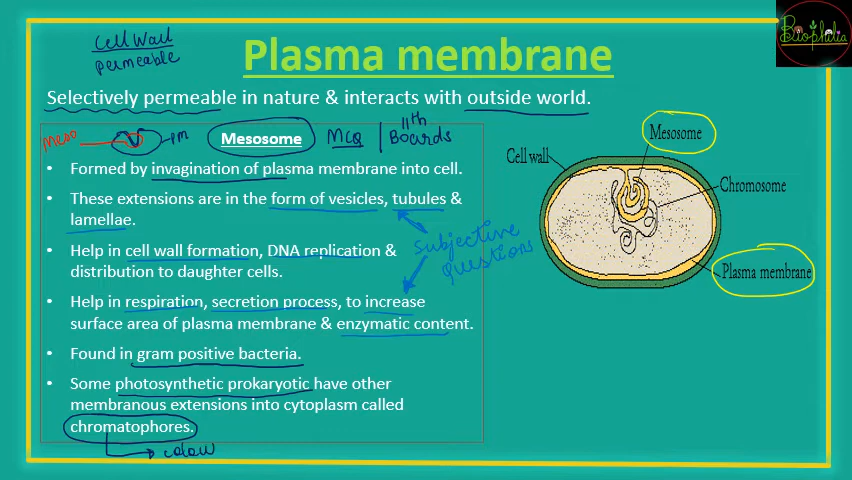 Cell Wall
permeable
Plasma membrane
Biophilia
Selectively permeable in nature & interacts with outside world.
Meso
PM
Mesosome
MCQ
11th
Boards
• Formed by invagination of plasma membrane into cell.
• These extensions are in the form of vesicles, tubules &
lamellae.
• Help in cell wall formation, DNA replication &
distribution to daughter cells.
Subjective
questions
• Help in respiration, secretion process, to increase
surface area of plasma membrane & enzymatic content.
• Found in gram positive bacteria.
• Some photosynthetic prokaryotic have other
membranous extensions into cytoplasm called
chromatophores.
colour
Mesosome
Cell wall
Chromosome
Plasma membrane